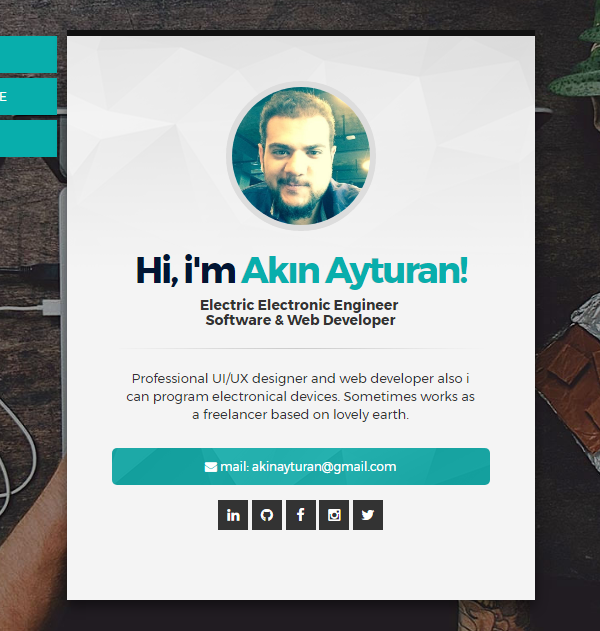 E
Hi, i'm Akın Ayturan!
Electric Electronic Engineer
Software & Web Developer
Professional UI/UX designer and web developer also i
can program electronical devices. Sometimes works as
a freelancer based on lovely earth.
mail: akinayturan@gmail.com